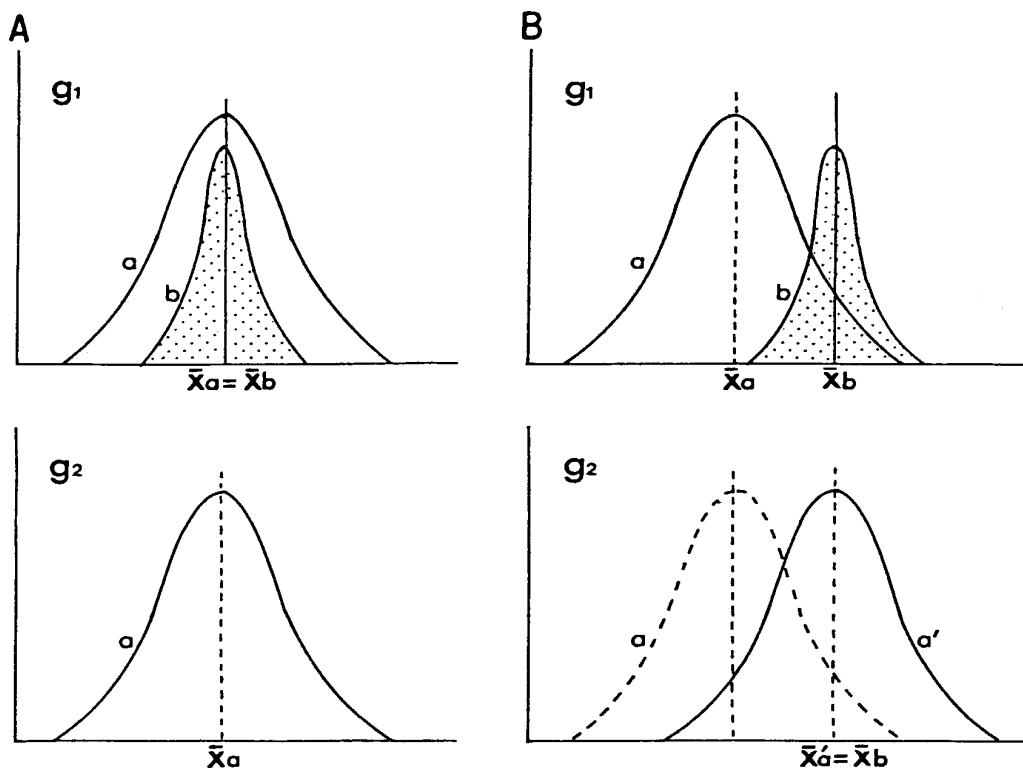 A
g₁
a
b
x̄a = x̄b
g₂
a
x̄a
B
g₁
a
b
x̄a x̄b
g₂
a
a′
x̄a′ = x̄b